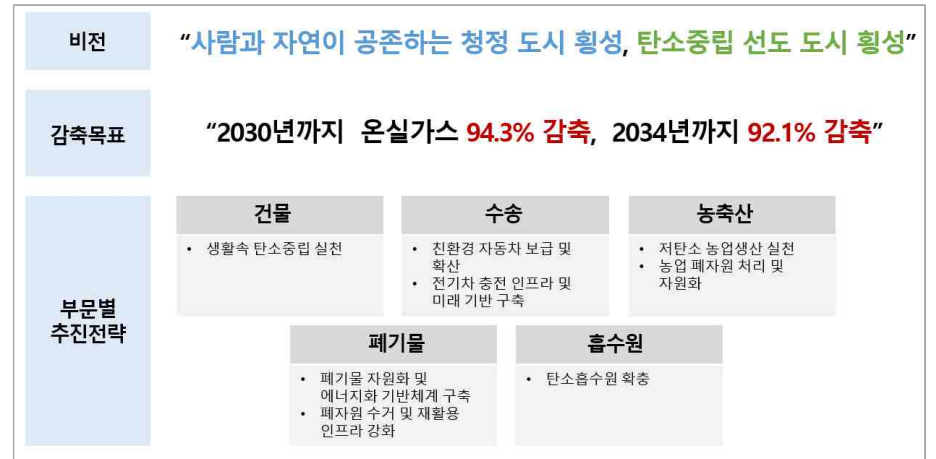 비전
“사람과 자연이 공존하는 청정 도시 횡성, 탄소중립 선도 도시 횡성”
감축목표
“2030년까지 온실가스 94.3% 감축, 2034년까지 92.1% 감축”
부문별
추진전략
건물
• 생활속 탄소중립 실천
수송
• 친환경 자동차 보급 및
확산
• 전기차 충전 인프라 및
미래 기반 구축
농축산
• 저탄소 농업생산 실천
• 농업 폐자원 처리 및
자원화
폐기물
• 폐기물 자원화 및
에너지화 기반체계 구축
• 폐자원 수거 및 재활용
인프라 강화
흡수원
• 탄소흡수원 확충